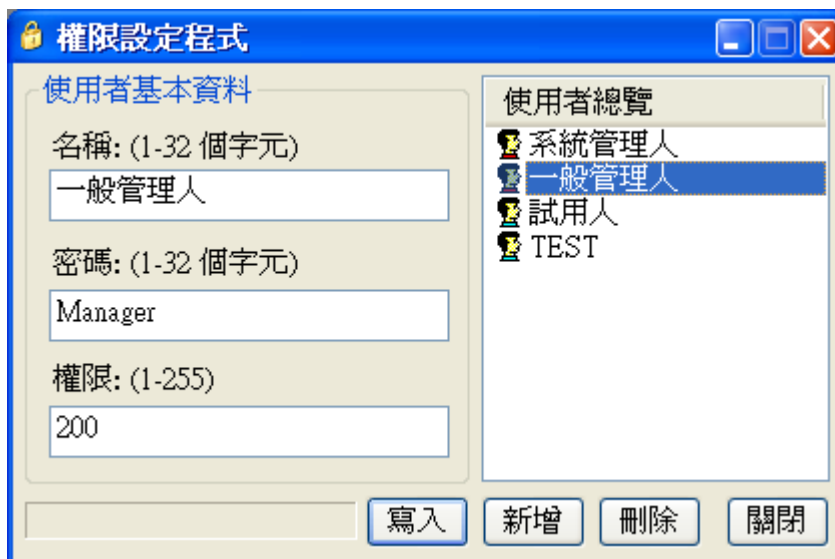 權限設定程式
使用者基本資料
名稱: (1-32 個字元)
一般管理人
密碼: (1-32 個字元)
Manager
權限: (1-255)
200
使用者總覽
系統管理人
一般管理人
試用人
TEST
寫入
新增
刪除
關閉